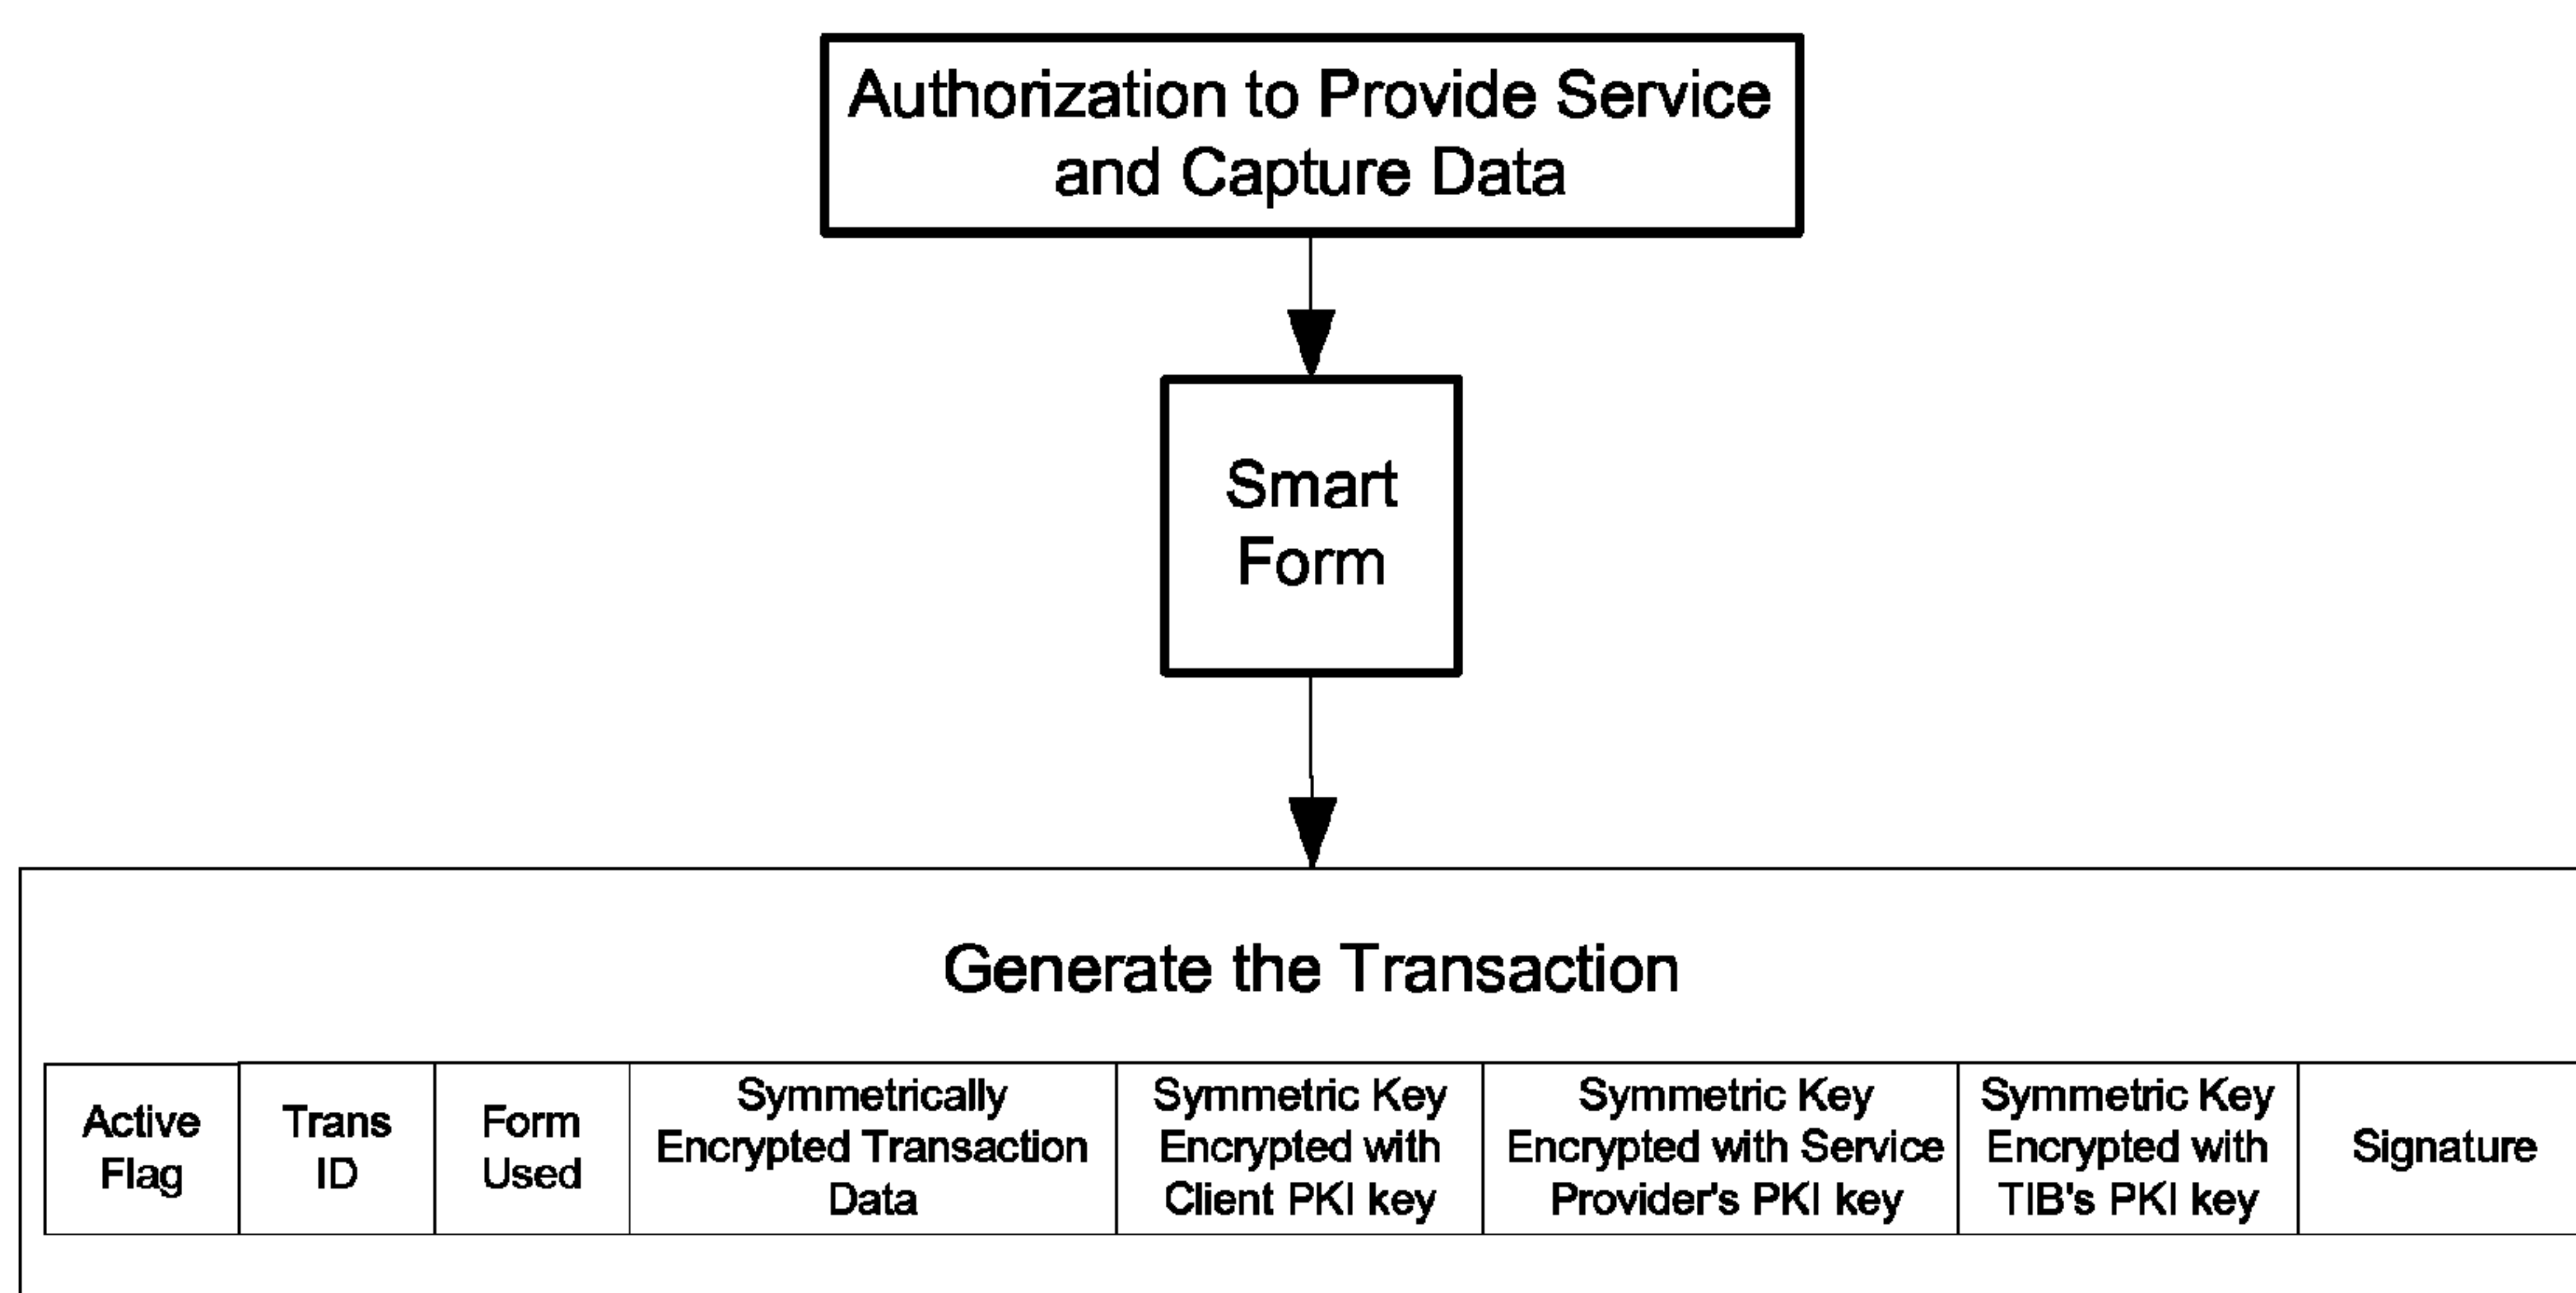 Authorization to Provide Service
and Capture Data
Smart
Form
Generate the Transaction
Active
Flag
Trans
ID
Form
Used
Symmetrically
Encrypted Transaction
Data
Symmetric Key
Encrypted with
Client PKI key
Symmetric Key
Encrypted with Service
Provider's PKI key
Symmetric Key
Encrypted with
TIB's PKI key
Signature